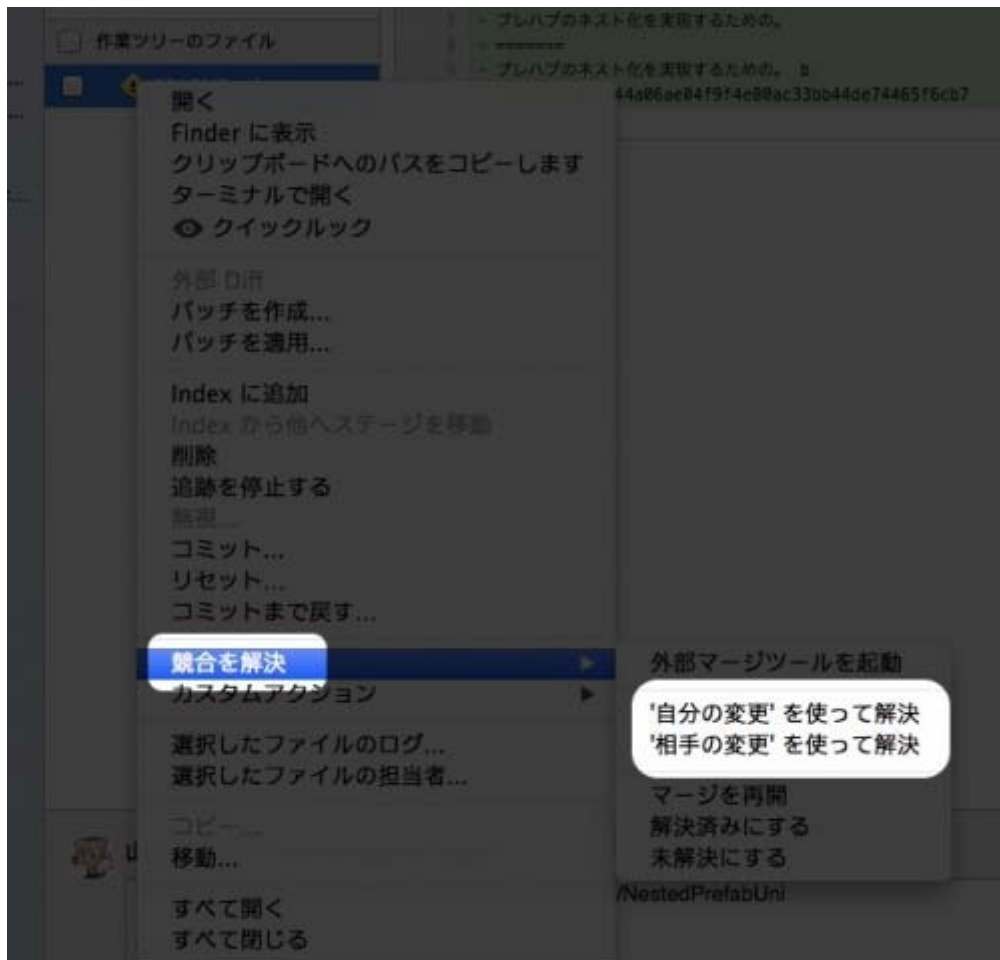 プレハブのネスト化を実現するための。
=======
プレハブのネスト化を実現するための。 b
44a06ae04f9f4e00ac33bb44de74465f6cb7
作業ツリーのファイル
開く
Finder に表示
クリップボードへのパスをコピーします
ターミナルで開く
クイックルック
外部 Diff
パッチを作成...
パッチを適用...
Index に追加
Index から他へステージを移動
削除
追跡を停止する
無視...
コミット...
リセット...
コミットまで戻す...
競合を解決
カスタムアクション
選択したファイルのログ...
選択したファイルの担当者...
コピー...
移動...
すべて開く
すべて閉じる
外部マージツールを起動
'自分の変更' を使って解決
'相手の変更' を使って解決
マージを再開
解決済みにする
未解決にする
/NestedPrefabUni